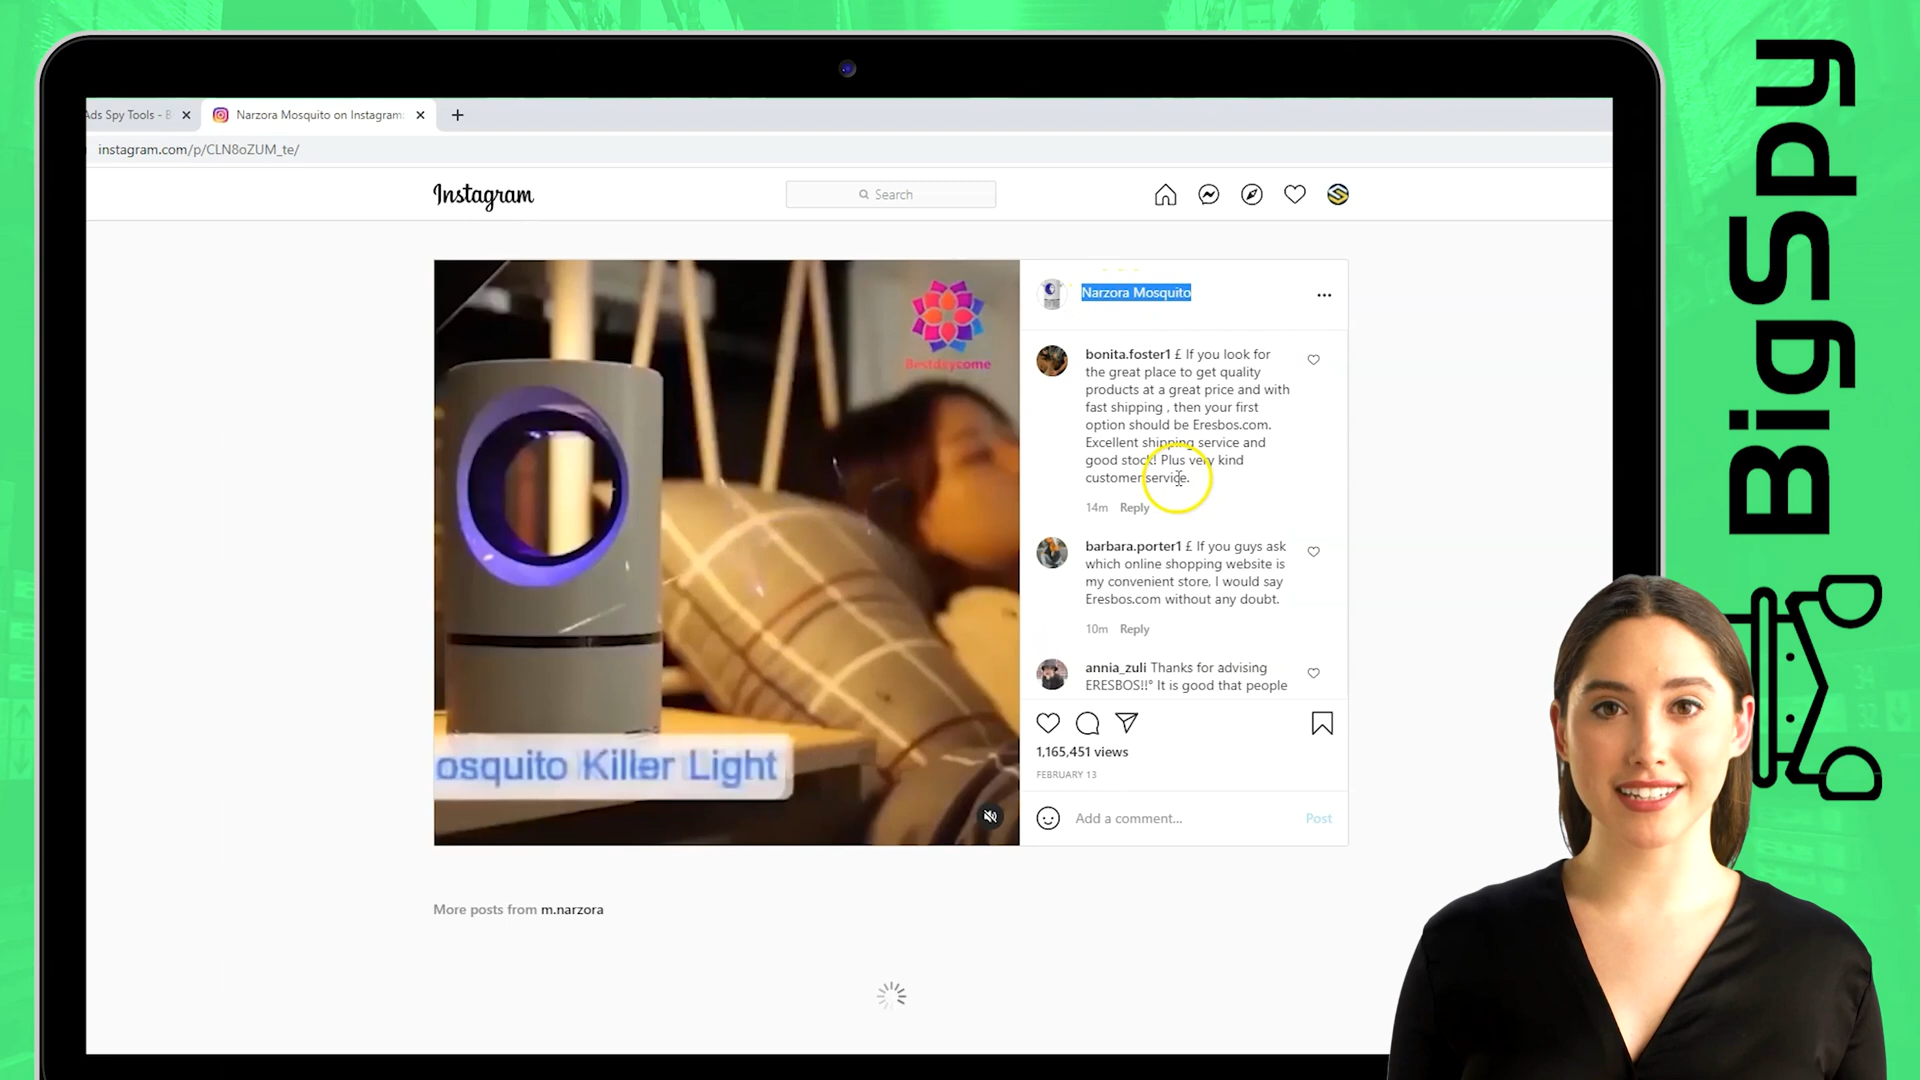 Ads Spy Tools - B
Narzora Mosquito on Instagram:
instagram.com/p/CLN8oZUM_te/
Instagram
Search
Bestdaycome
osquito Killer Light
Narzora Mosquito
bonita.foster1 £ If you look for
the great place to get quality
products at a great price and with
fast shipping , then your first
option should be Eresbos.com.
Excellent shipping service and
good stock! Plus very kind
customer service.
14m Reply
barbara.porter1 £ If you guys ask
which online shopping website is
my convenient store, I would say
Eresbos.com without any doubt.
10m Reply
annia_zuli Thanks for advising
ERESBOS!!° It is good that people
1,165,451 views
FEBRUARY 13
Add a comment...
Post
More posts from m.narzora
BigSpy